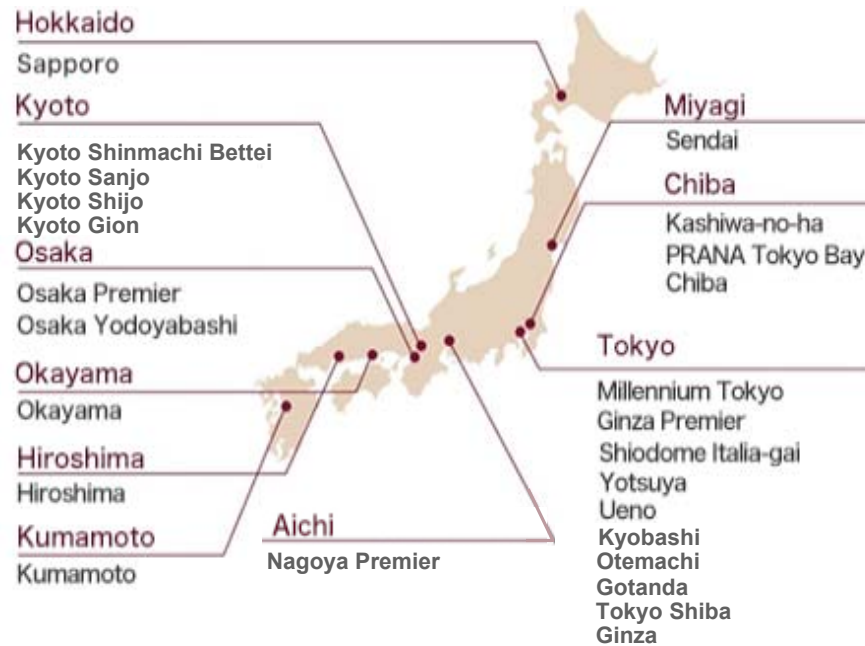 Hokkaido
Sapporo
Kyoto
Kyoto Shinmachi Bettei
Kyoto Sanjo
Kyoto Shijo
Kyoto Gion
Osaka
Osaka Premier
Osaka Yodoyabashi
Okayama
Okayama
Hiroshima
Hiroshima
Kumamoto
Kumamoto
Aichi
Nagoya Premier
Miyagi
Sendai
Chiba
Kashiwa-no-ha
PRANA Tokyo Bay
Chiba
Tokyo
Millennium Tokyo
Ginza Premier
Shiodome Italia-gai
Yotsuya
Ueno
Kyobashi
Otemachi
Gotanda
Tokyo Shiba
Ginza